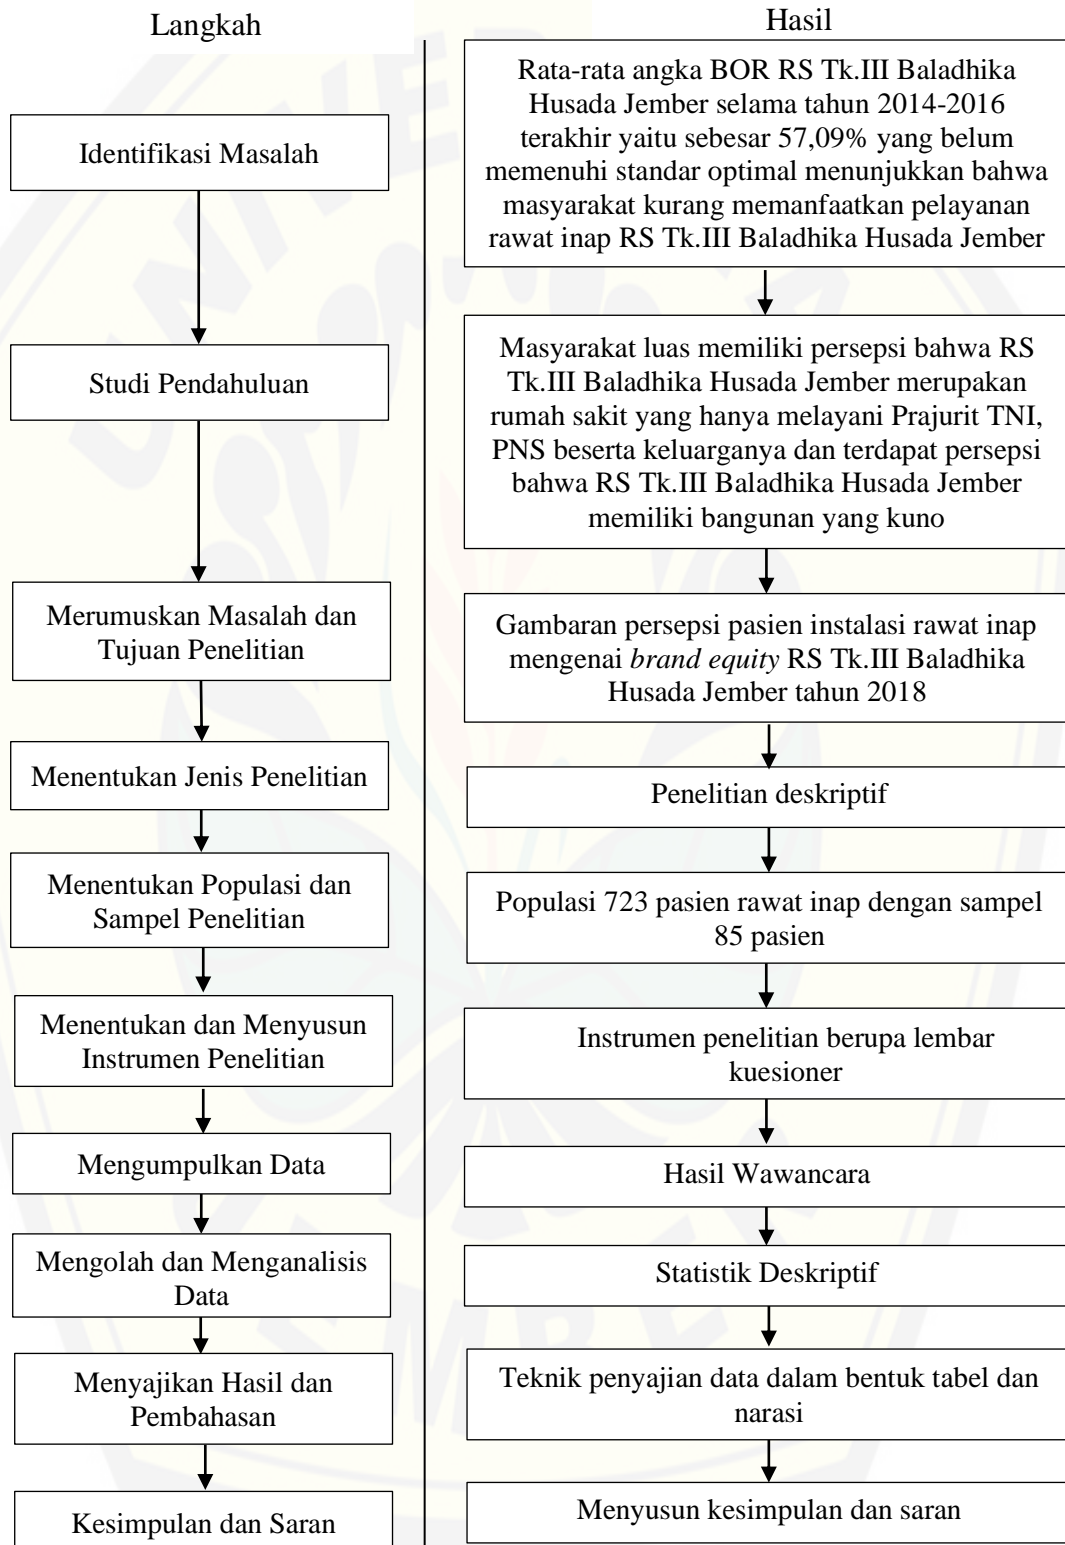 Langkah
Hasil
Identifikasi Masalah
Rata-rata angka BOR RS Tk.III Baladhika
Husada Jember selama tahun 2014-2016
terakhir yaitu sebesar 57,09% yang belum
memenuhi standar optimal menunjukkan bahwa
masyarakat kurang memanfaatkan pelayanan
rawat inap RS Tk.III Baladhika Husada Jember
Studi Pendahuluan
Masyarakat luas memiliki persepsi bahwa RS
Tk.III Baladhika Husada Jember merupakan
rumah sakit yang hanya melayani Prajurit TNI,
PNS beserta keluarganya dan terdapat persepsi
bahwa RS Tk.III Baladhika Husada Jember
memiliki bangunan yang kuno
Merumuskan Masalah dan
Tujuan Penelitian
Gambaran persepsi pasien instalasi rawat inap
mengenai brand equity RS Tk.III Baladhika
Husada Jember tahun 2018
Menentukan Jenis Penelitian
Penelitian deskriptif
Menentukan Populasi dan
Sampel Penelitian
Populasi 723 pasien rawat inap dengan sampel
85 pasien
Menentukan dan Menyusun
Instrumen Penelitian
Instrumen penelitian berupa lembar
kuesioner
Mengumpulkan Data
Hasil Wawancara
Mengolah dan Menganalisis
Data
Statistik Deskriptif
Menyajikan Hasil dan
Pembahasan
Teknik penyajian data dalam bentuk tabel dan
narasi
Kesimpulan dan Saran
Menyusun kesimpulan dan saran